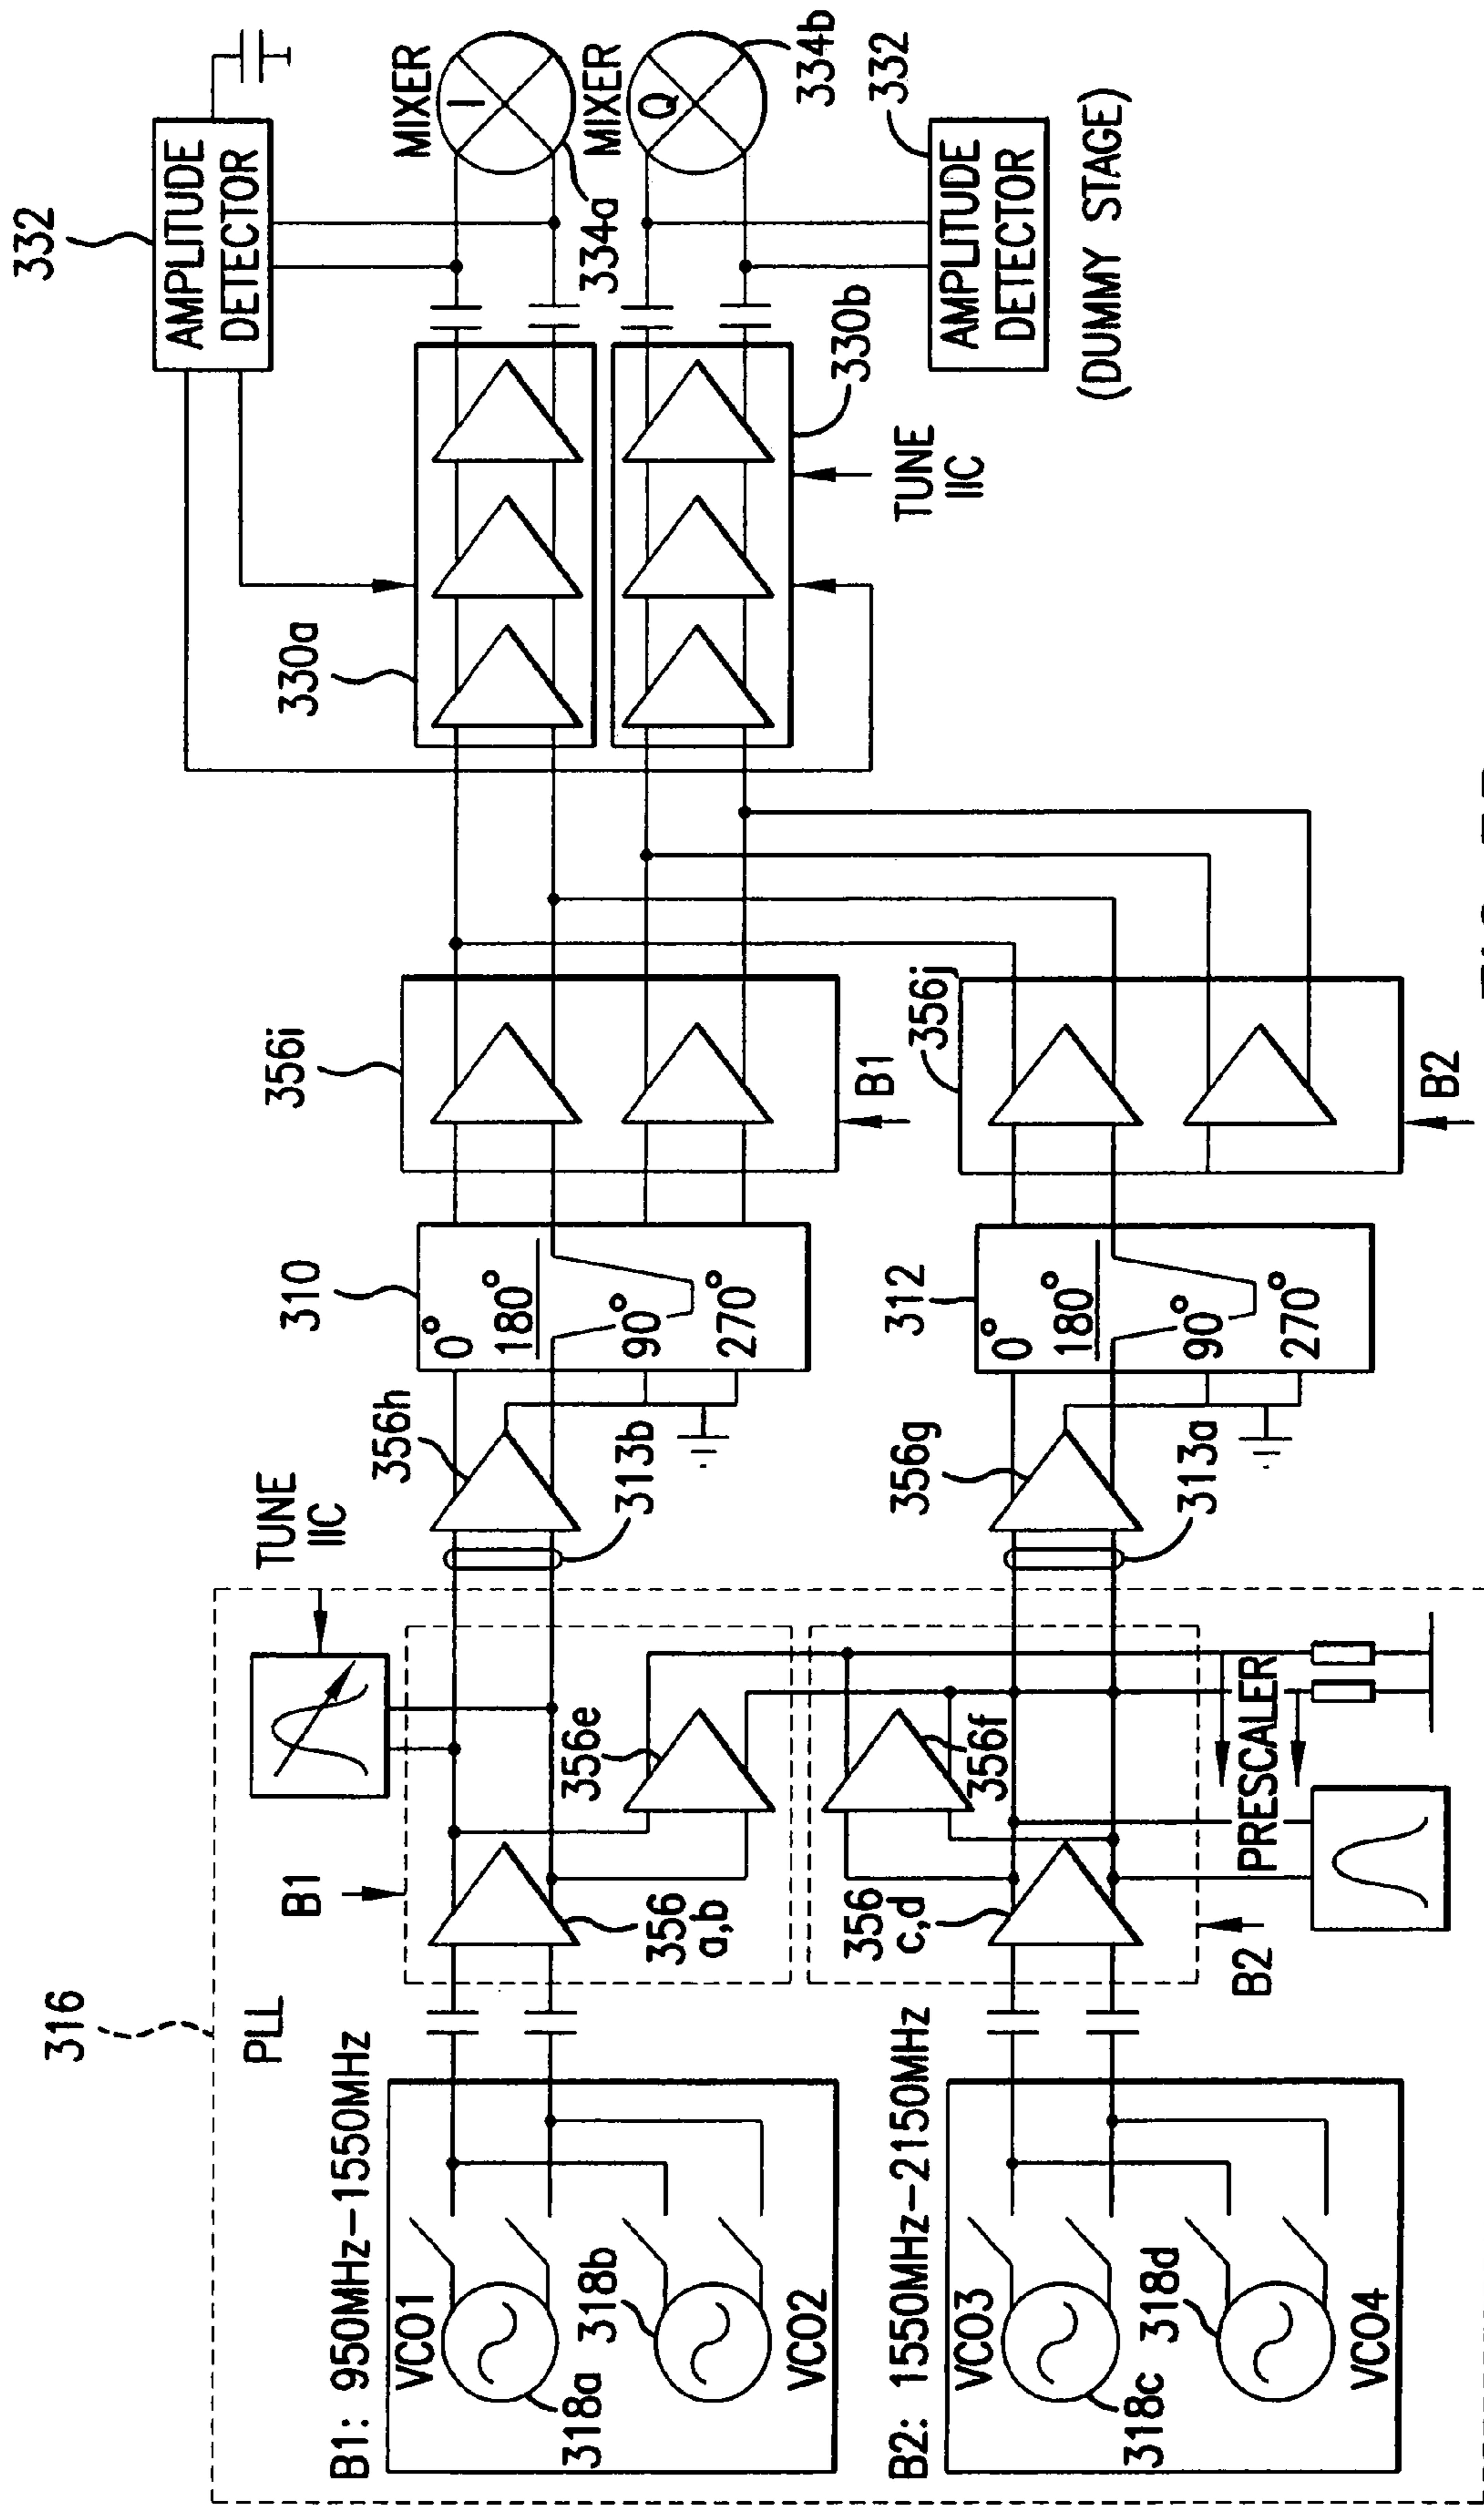 316
PLL
B1: 950MHz-1550MHz
VCO1
318a
318b
VCO2
B2: 1550MHz-2150MHz
VCO3
318c
318d
VCO4
B1
356
a,b
356e
356
c,d
356f
B2
PRESCALER
TUNE
IIC
356h
313b
356g
313a
310
0°
180°
90°
270°
312
0°
180°
90°
270°
356i
B1
356j
B2
330a
330b
TUNE
IIC
332
AMPLITUDE
DETECTOR
MIXER
I
334a
MIXER
Q
334b
332
AMPLITUDE
DETECTOR
(DUMMY STAGE)